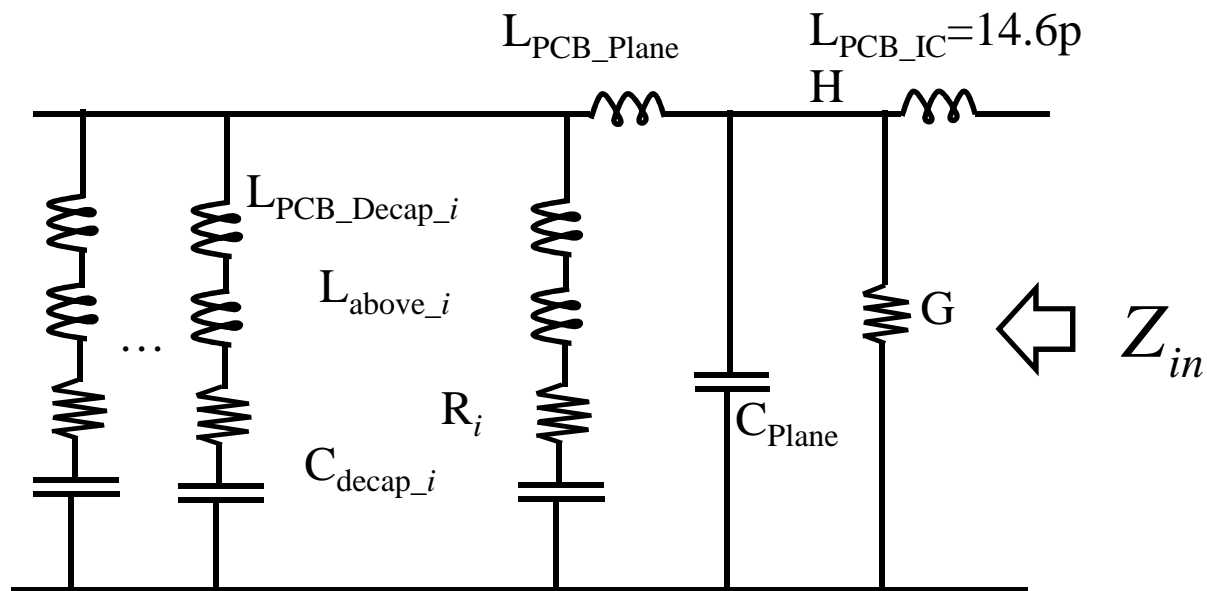 L_PCB_Plane
L_PCB_IC=14.6p
H
L_PCB_Decap_i
L_above_i
…
R_i
C_decap_i
C_Plane
G
Z_in